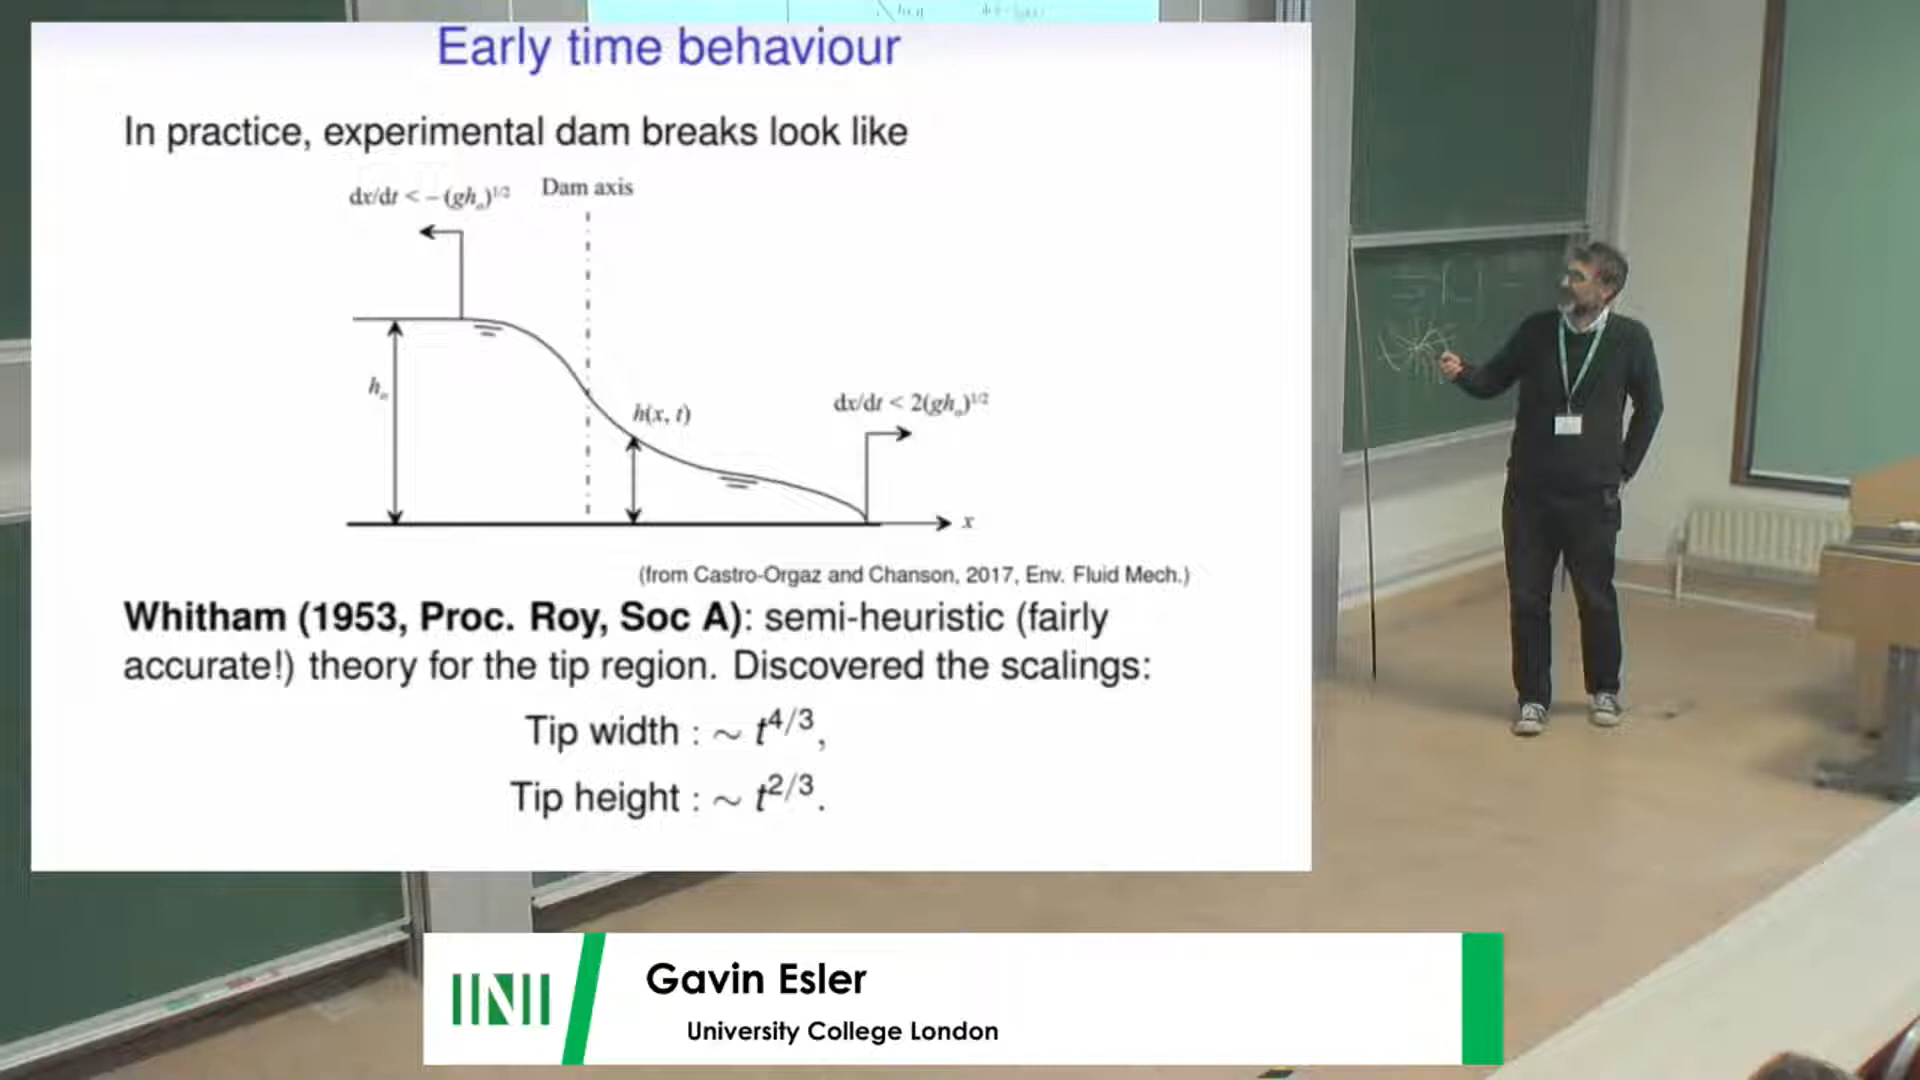 Early time behaviour
In practice, experimental dam breaks look like
dx/dt < – (gh_o)^1/2
Dam axis
h_o
h(x, t)
dx/dt < 2(gh_o)^1/2
x
(from Castro-Orgaz and Chanson, 2017, Env. Fluid Mech.)
Whitham (1953, Proc. Roy, Soc A): semi-heuristic (fairly
accurate!) theory for the tip region. Discovered the scalings:
Tip width : ∼ t^4/3,
Tip height : ∼ t^2/3.
Gavin Esler
University College London